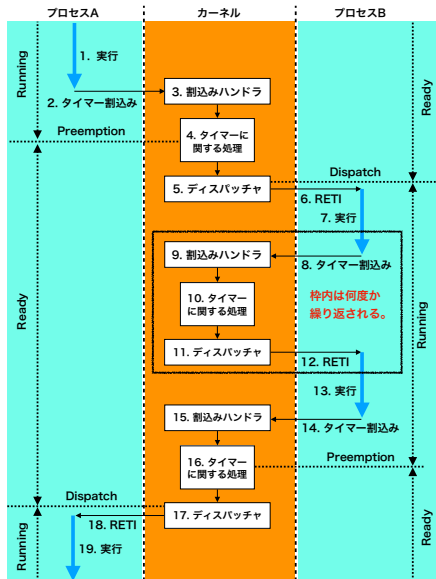 プロセスA
カーネル
プロセスB
Running
1. 実行
2. タイマー割込み
3. 割込みハンドラ
Ready
Preemption
4. タイマーに
関する処理
Dispatch
5. ディスパッチャ
6. RETI
7. 実行
Ready
Running
8. タイマー割込み
9. 割込みハンドラ
10. タイマー
に関する処理
枠内は何度か
繰り返される。
11. ディスパッチャ
12. RETI
13. 実行
14. タイマー割込み
15. 割込みハンドラ
16. タイマー
に関する処理
Preemption
Dispatch
17. ディスパッチャ
18. RETI
19. 実行
Running
Ready